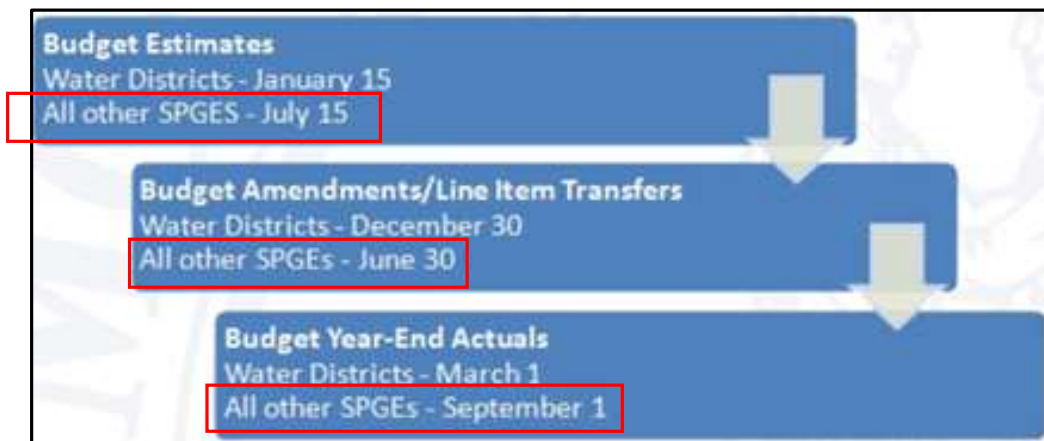 Budget Estimates
Water Districts - January 15
All other SPGES - July 15
Budget Amendments/Line Item Transfers
Water Districts - December 30
All other SPGEs - June 30
Budget Year-End Actuals
Water Districts - March 1
All other SPGEs - September 1